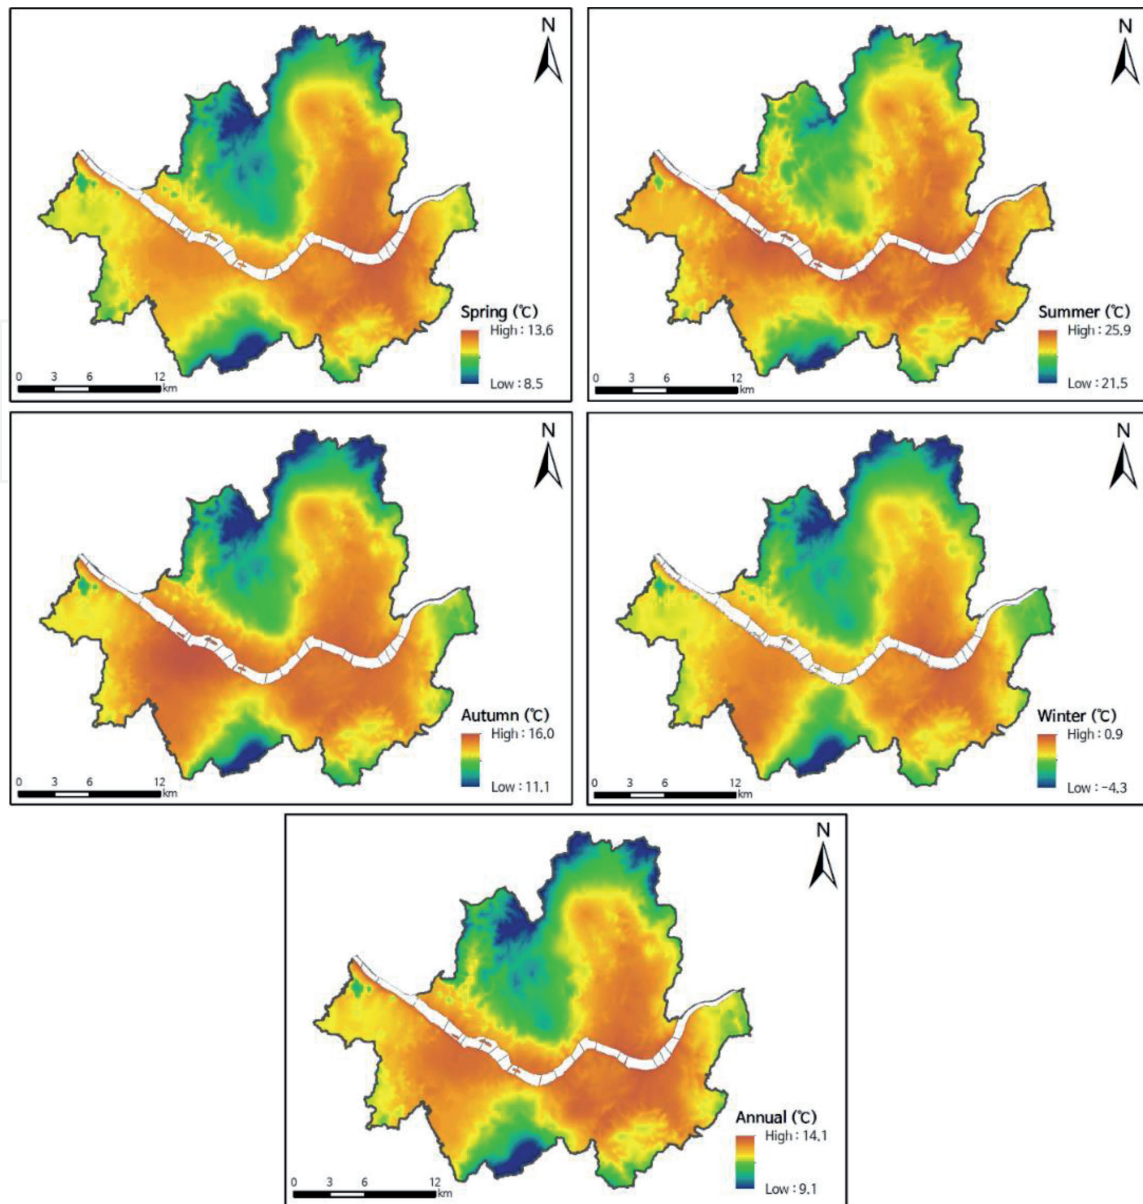 N
Spring (℃)
High : 13.6
Low : 8.5
0 3 6 12
km
N
Summer (℃)
High : 25.9
Low : 21.5
0 3 6 12
km
N
Autumn (℃)
High : 16.0
Low : 11.1
0 3 6 12
km
N
Winter (℃)
High : 0.9
Low : -4.3
0 3 6 12
km
N
Annual (℃)
High : 14.1
Low : 9.1
0 3 6 12
km